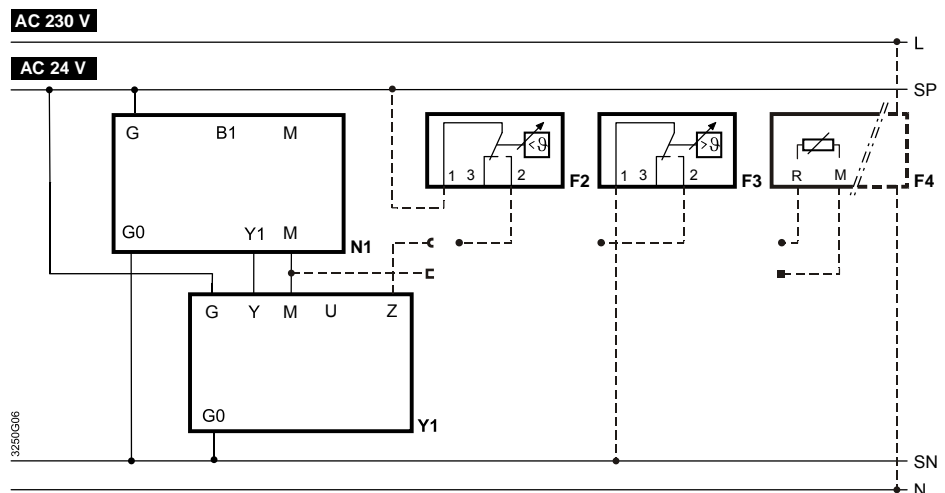 AC 230 V
L
AC 24 V
SP
G B1 M
G0 Y1 M
N1
1 3 2
<ϑ
F2
1 3 2
>ϑ
F3
R M
F4
G Y M U Z
G0
Y1
3250G06
SN
N